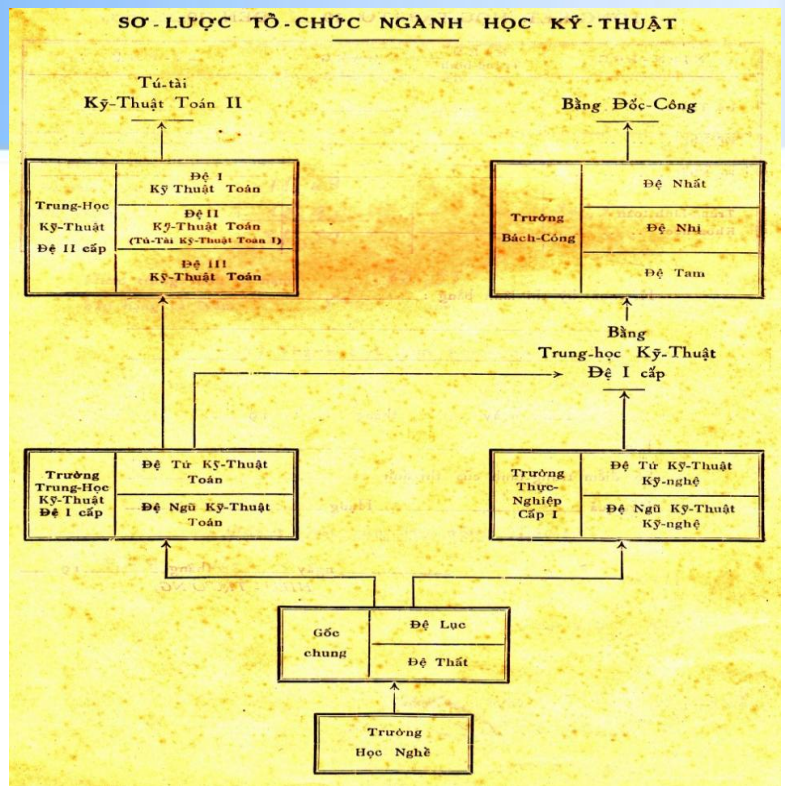 SƠ-LƯỢC TỔ-CHỨC NGÀNH HỌC KỸ-THUẬT
Tú-tài
Kỹ-Thuật Toán II
Bằng Đốc-Công
Trung-Học
Kỹ-Thuật
Đệ II cấp
Đệ I
Kỹ Thuật Toán
Đệ II
Kỹ-Thuật Toán
(Tú-Tài Kỹ-Thuật Toán I)
Đệ III
Kỹ-Thuật Toán
Trường
Bách-Công
Đệ Nhất
Đệ Nhị
Đệ Tam
Bằng
Trung-học Kỹ-Thuật
Đệ I cấp
Trường
Trung-Học
Kỹ-Thuật
Đệ I cấp
Đệ Tứ Kỹ-Thuật
Toán
Đệ Ngũ Kỹ-Thuật
Toán
Trường
Thực-
Nghiệp
Cấp I
Đệ Tứ Kỹ-Thuật
Kỹ-nghệ
Đệ Ngũ Kỹ-Thuật
Kỹ-nghệ
Gốc
chung
Đệ Lục
Đệ Thất
Trường
Học Nghề